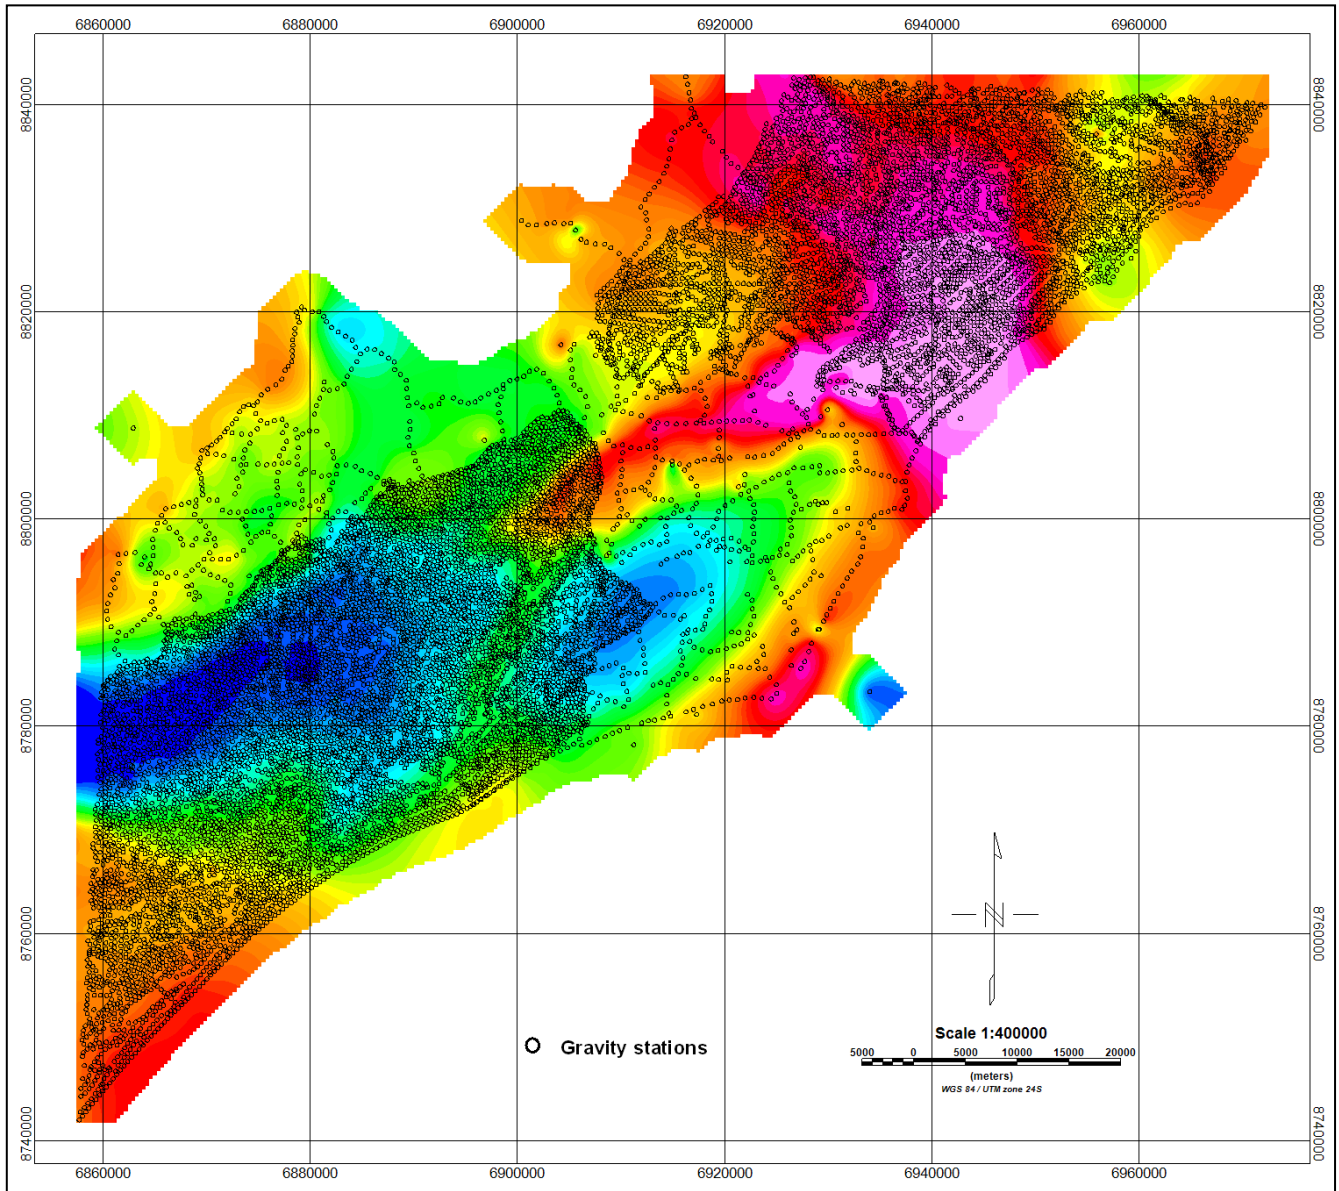 6860000 6880000 6900000 6920000 6940000 6960000
8840000 8840000
8820000 8820000
8800000 8800000
8780000 8780000
8760000 8760000
8740000 8740000
Gravity stations
Scale 1:400000
5000 0 5000 10000 15000 20000
(meters)
WGS 84 / UTM zone 24S
6860000 6880000 6900000 6920000 6940000 6960000